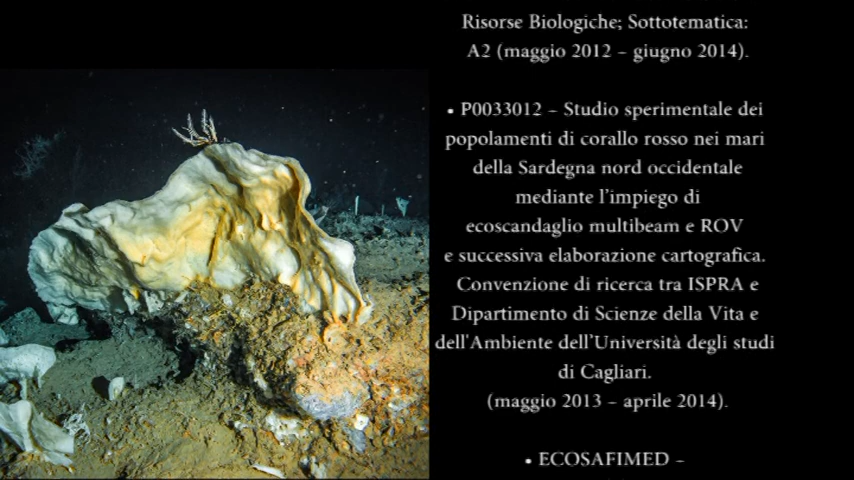 Risorse Biologiche; Sottotematica:
A2 (maggio 2012 – giugno 2014).
• P0033012 – Studio sperimentale dei
popolamenti di corallo rosso nei mari
della Sardegna nord occidentale
mediante l'impiego di
ecoscandaglio multibeam e ROV
e successiva elaborazione cartografica.
Convenzione di ricerca tra ISPRA e
Dipartimento di Scienze della Vita e
dell'Ambiente dell'Università degli studi
di Cagliari.
(maggio 2013 – aprile 2014).
• ECOSAFIMED –